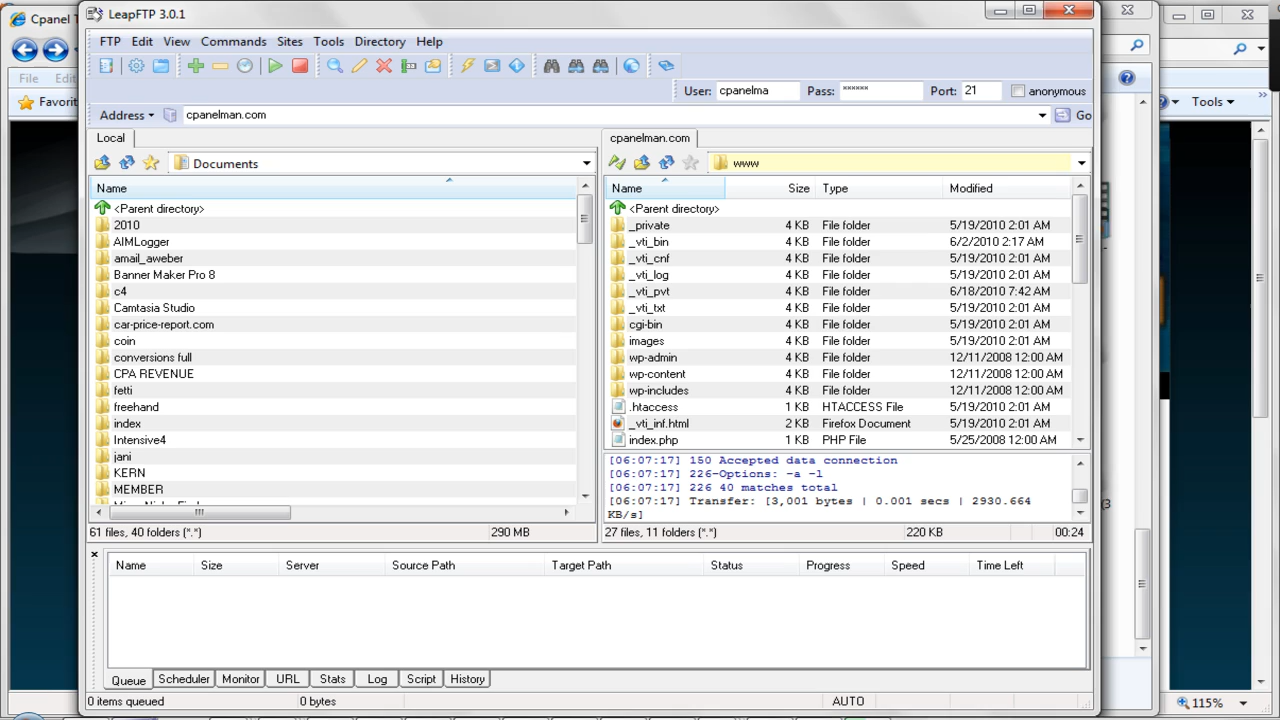 Cpanel T
LeapFTP 3.0.1
FTP Edit View Commands Sites Tools Directory Help
File Edit
User: cpanelma Pass: ****** Port: 21 anonymous
Favorit
Tools
Address cpanelman.com Go
Local
Documents
Name
<Parent directory>
2010
AIMLogger
amail_aweber
Banner Maker Pro 8
c4
Camtasia Studio
car-price-report.com
coin
conversions full
CPA REVENUE
fetti
freehand
index
Intensive4
jani
KERN
MEMBER
61 files, 40 folders (*.*) 290 MB
cpanelman.com
www
Name Size Type Modified
<Parent directory>
_private 4 KB File folder 5/19/2010 2:01 AM
_vti_bin 4 KB File folder 6/2/2010 2:17 AM
_vti_cnf 4 KB File folder 5/19/2010 2:01 AM
_vti_log 4 KB File folder 5/19/2010 2:01 AM
_vti_pvt 4 KB File folder 6/18/2010 7:42 AM
_vti_txt 4 KB File folder 5/19/2010 2:01 AM
cgi-bin 4 KB File folder 5/19/2010 2:01 AM
images 4 KB File folder 5/19/2010 2:01 AM
wp-admin 4 KB File folder 12/11/2008 12:00 AM
wp-content 4 KB File folder 12/11/2008 12:00 AM
wp-includes 4 KB File folder 12/11/2008 12:00 AM
.htaccess 1 KB HTACCESS File 5/19/2010 2:01 AM
_vti_inf.html 2 KB Firefox Document 5/19/2010 2:01 AM
index.php 1 KB PHP File 5/25/2008 12:00 AM
[06:07:17] 150 Accepted data connection
[06:07:17] 226-Options: -a -l
[06:07:17] 226 40 matches total
[06:07:17] Transfer: [3,001 bytes | 0.001 secs | 2930.664
KB/s]
27 files, 11 folders (*.*) 220 KB 00:24
(3
Name Size Server Source Path Target Path Status Progress Speed Time Left
Queue Scheduler Monitor URL Stats Log Script History
0 items queued 0 bytes AUTO
115%